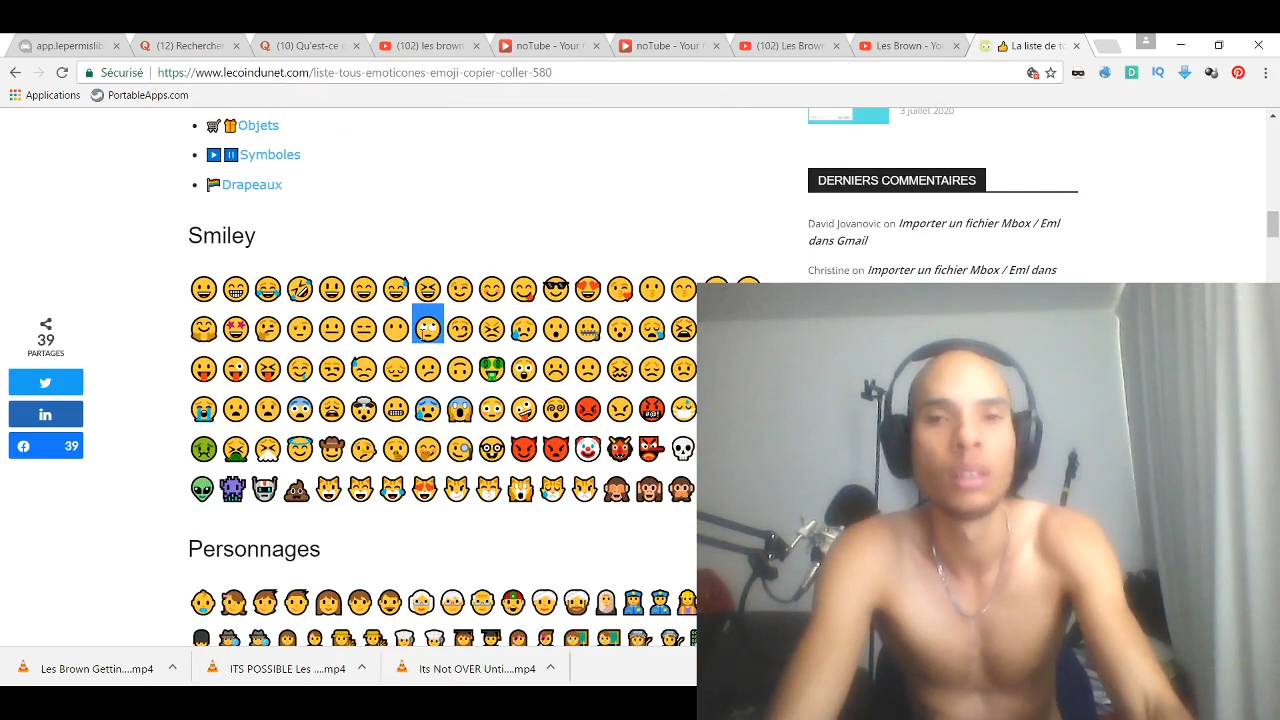 app.lepermislib
(12) Recherche
(10) Qu'est-ce
(102) les brown
noTube - Your
noTube - Your
(102) Les Brown
Les Brown - Yo
👍 La liste de to
Sécurisé
https://www.lecoindunet.com/liste-tous-emoticones-emoji-copier-coller-580
Applications
PortableApps.com
Objets
Symboles
Drapeaux
3 juillet 2020
DERNIERS COMMENTAIRES
Smiley
David Jovanovic on Importer un fichier Mbox / Eml
dans Gmail
Christine on Importer un fichier Mbox / Eml dans
39
PARTAGES
39
Personnages
Les Brown Gettin....mp4
ITS POSSIBLE Les ....mp4
Its Not OVER Unti....mp4